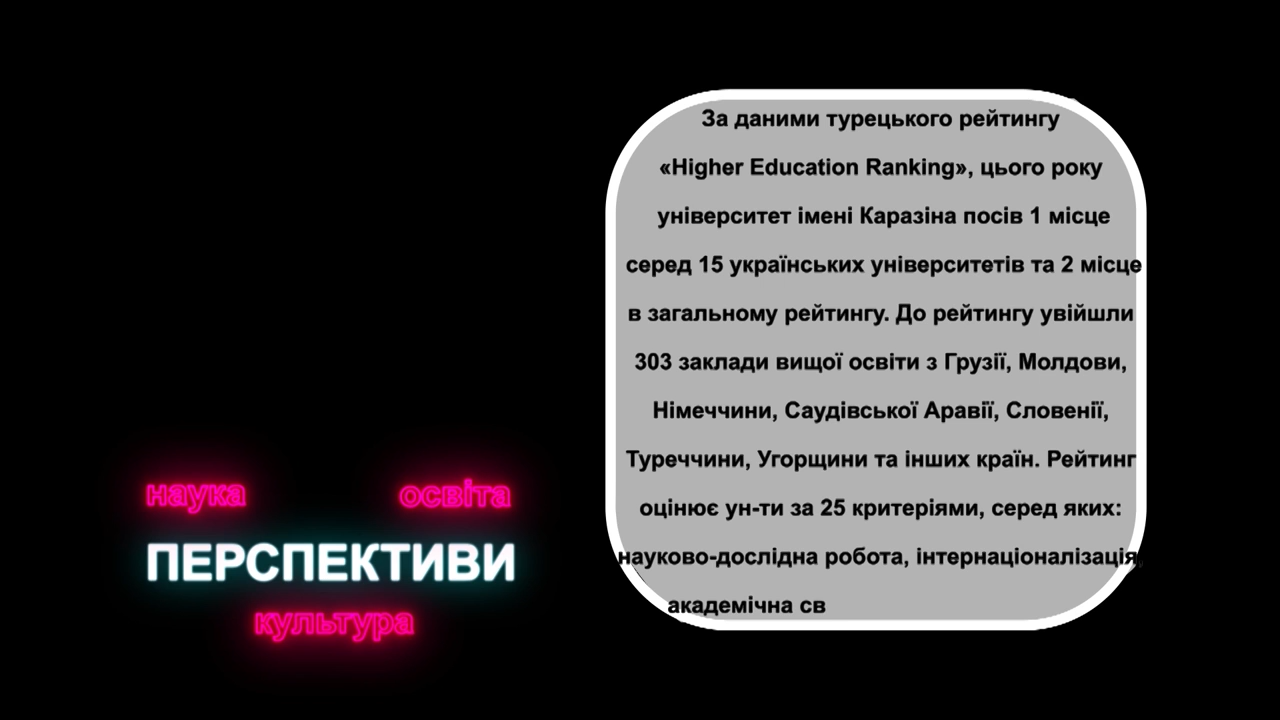 За даними турецького рейтингу
«Higher Education Ranking», цього року
університет імені Каразіна посів 1 місце
серед 15 українських університетів та 2 місце
в загальному рейтингу. До рейтингу увійшли
303 заклади вищої освіти з Грузії, Молдови,
Німеччини, Саудівської Аравії, Словенії,
Туреччини, Угорщини та інших країн. Рейтинг
оцінює ун-ти за 25 критеріями, серед яких:
науково-дослідна робота, інтернаціоналізація,
академічна св
наука освіта
ПЕРСПЕКТИВИ
культура